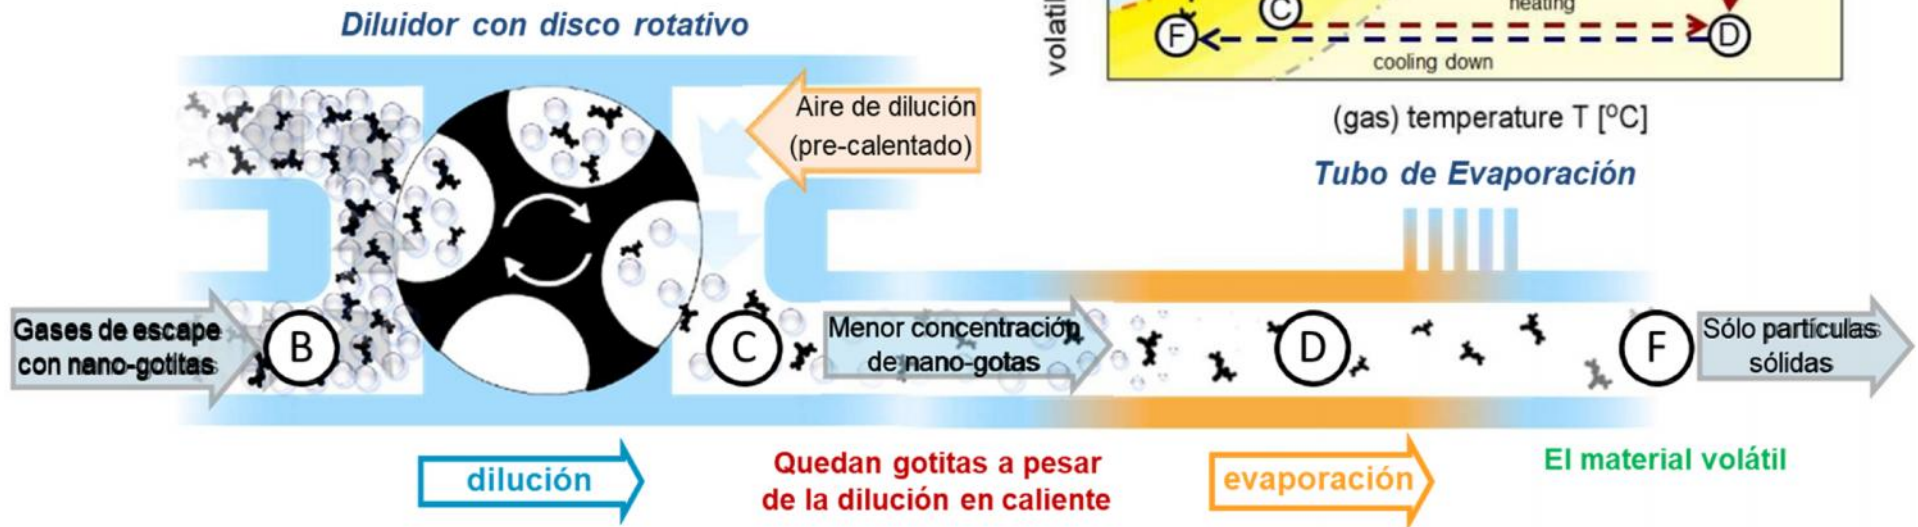 Diluidor con disco rotativo
volatil
C
heating
F
D
cooling down
(gas) temperature T [ºC]
Aire de dilución
(pre-calentado)
Tubo de Evaporación
Gases de escape
con nano-gotitas
B
C
Menor concentración
de nano-gotas
D
F
Sólo partículas
sólidas
dilución
Quedan gotitas a pesar
de la dilución en caliente
evaporación
El material volátil